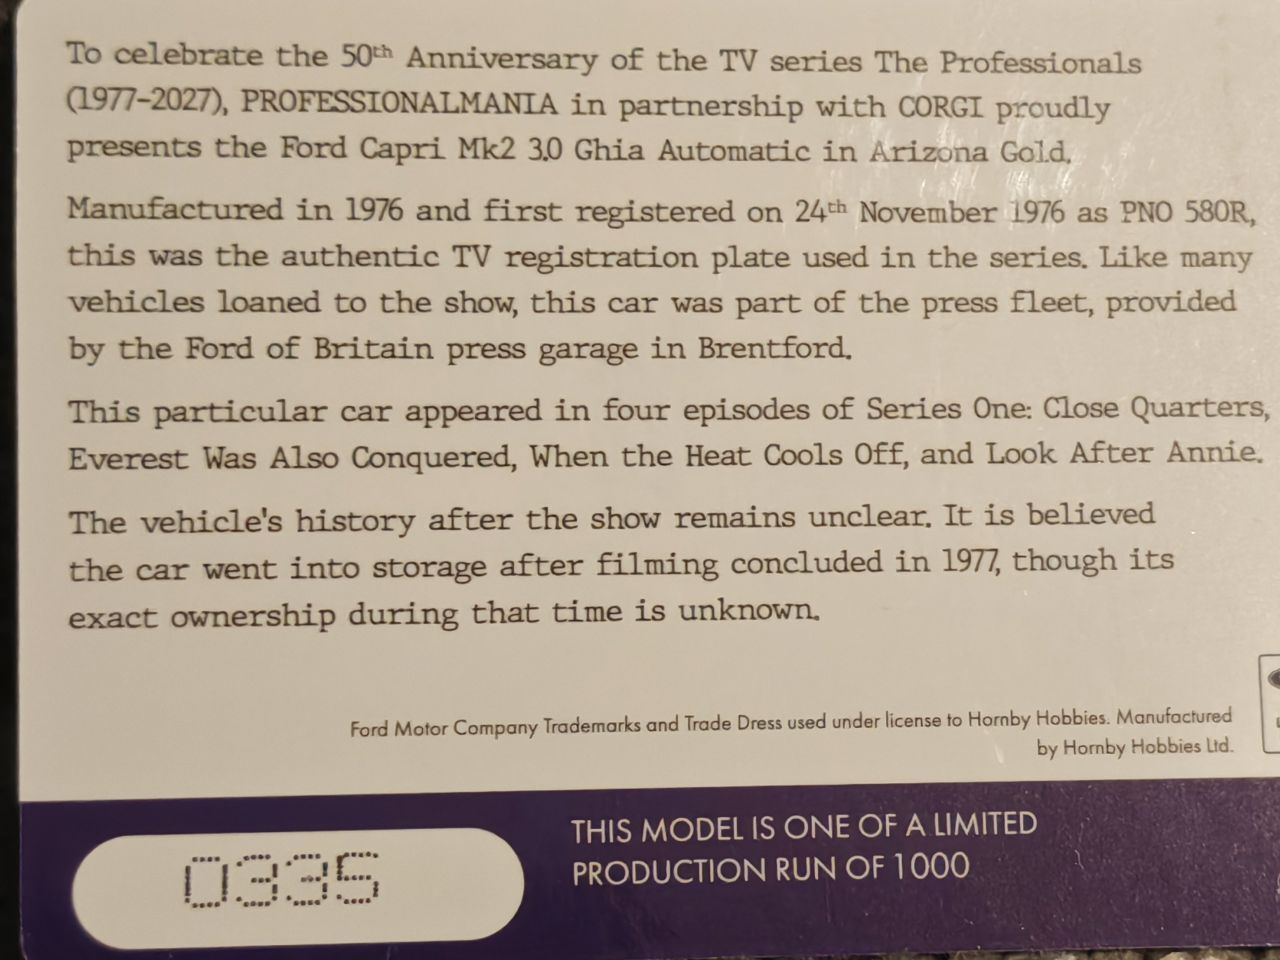 To celebrate the 50th Anniversary of the TV series The Professionals
(1977-2027), PROFESSIONALMANIA in partnership with CORGI proudly
presents the Ford Capri Mk2 3.0 Ghia Automatic in Arizona Gold.
Manufactured in 1976 and first registered on 24th November 1976 as PNO 580R,
this was the authentic TV registration plate used in the series. Like many
vehicles loaned to the show, this car was part of the press fleet, provided
by the Ford of Britain press garage in Brentford.
This particular car appeared in four episodes of Series One: Close Quarters,
Everest Was Also Conquered, When the Heat Cools Off, and Look After Annie.
The vehicle's history after the show remains unclear. It is believed
the car went into storage after filming concluded in 1977, though its
exact ownership during that time is unknown.
Ford Motor Company Trademarks and Trade Dress used under license to Hornby Hobbies. Manufactured
by Hornby Hobbies Ltd.
THIS MODEL IS ONE OF A LIMITED
PRODUCTION RUN OF 1000
0335